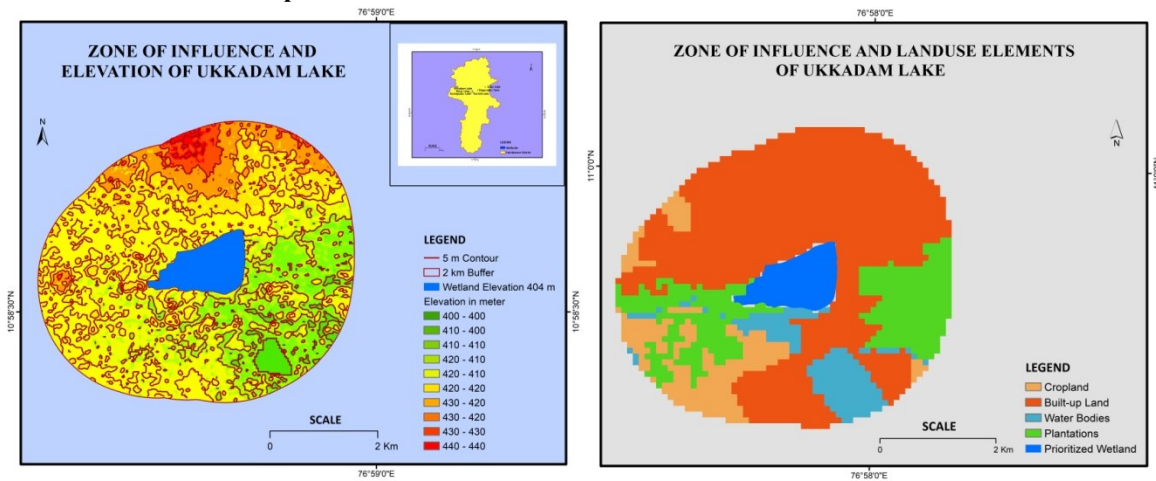 76°59'0"E
ZONE OF INFLUENCE AND
ELEVATION OF UKKADAM LAKE
N
10°58'30"N
LEGEND
5 m Contour
2 km Buffer
Wetland Elevation 404 m
Elevation in meter
400 - 400
410 - 400
410 - 410
420 - 410
420 - 410
420 - 420
430 - 420
430 - 420
430 - 430
440 - 440
SCALE
0 2 Km
76°59'0"E
76°58'0"E
ZONE OF INFLUENCE AND LANDUSE ELEMENTS
OF UKKADAM LAKE
N
11°0'0"N
11°0'0"N
10°58'30"N
LEGEND
Cropland
Built-up Land
Water Bodies
Plantations
Prioritized Wetland
SCALE
0 2 Km
76°58'0"E